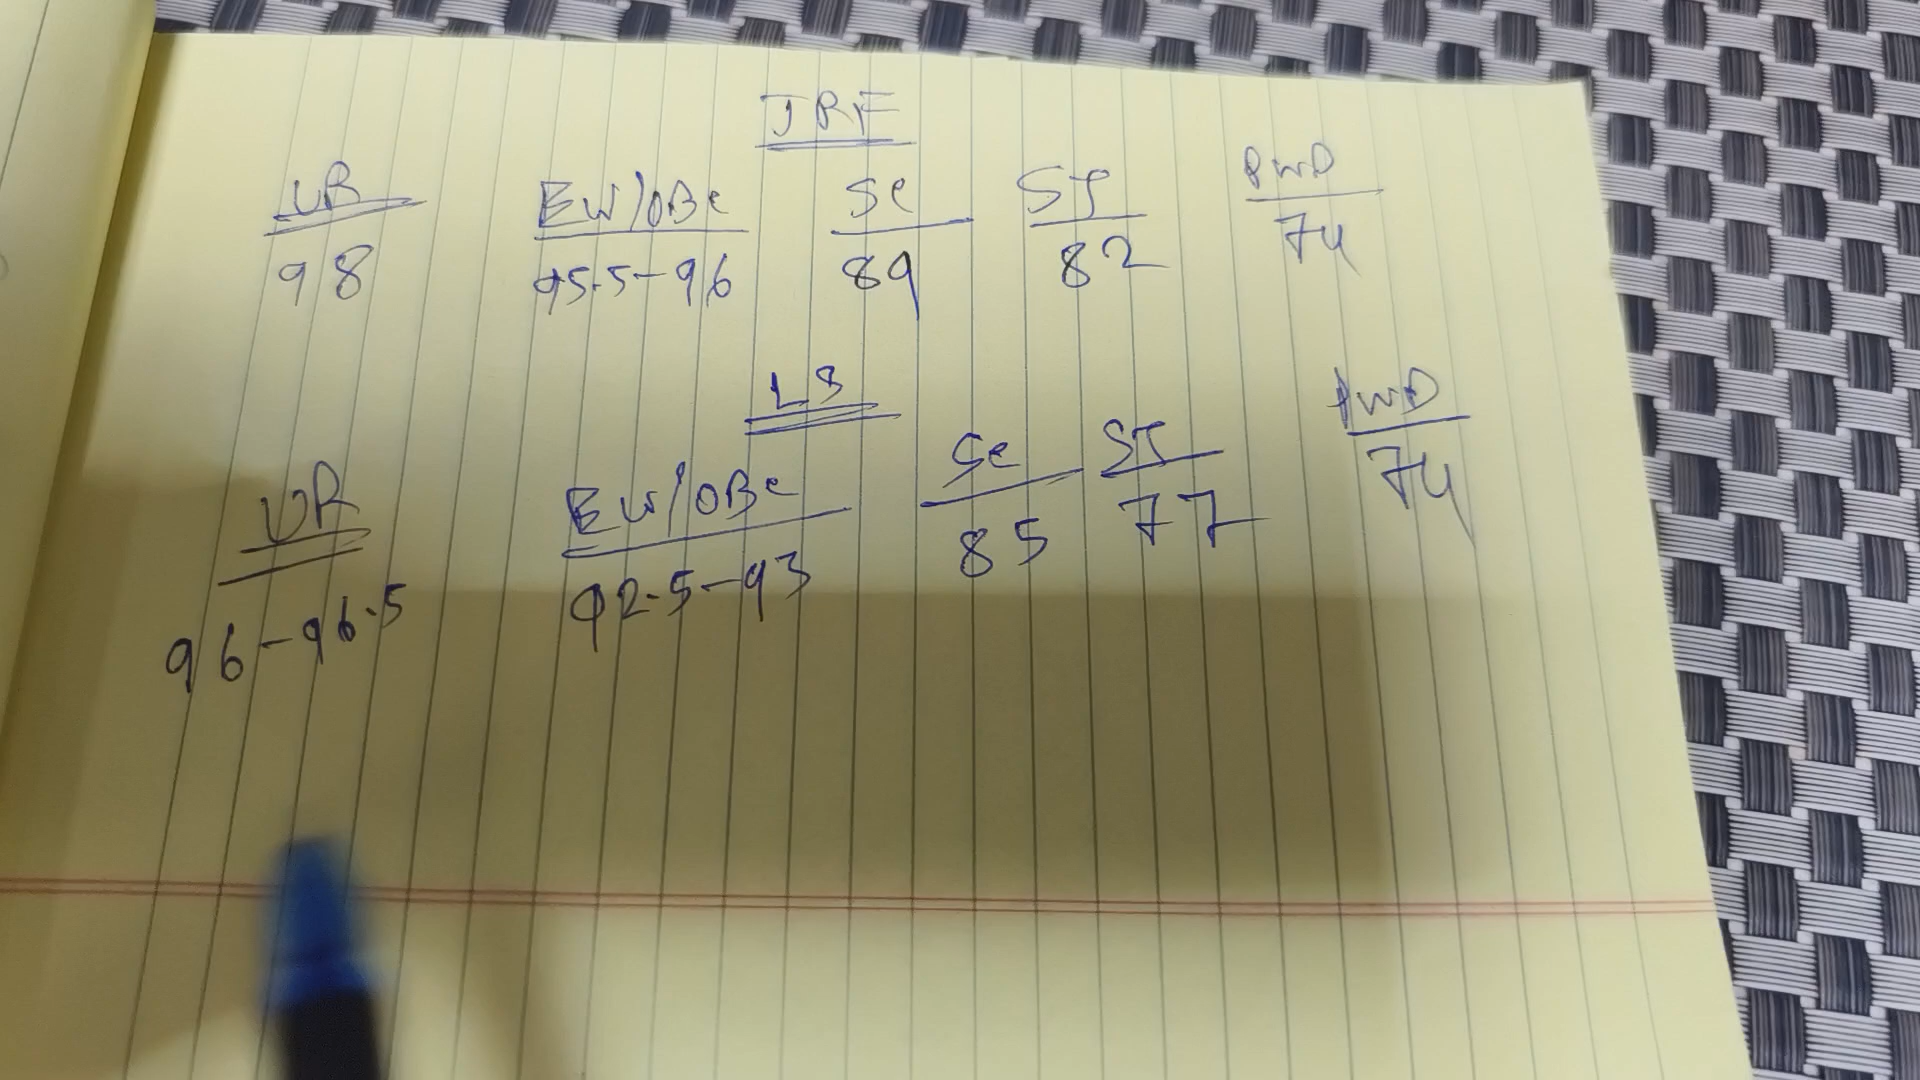 JRF
UR EW/OBC SC ST PWD
98 95.5-96 89 82 74
LS
UR EW/OBC SC ST PWD
96-96.5 92.5-93 85 77 74